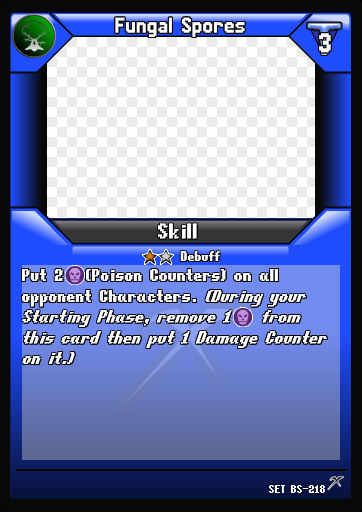 Fungal Spores
3
Skill
Debuff
Put 2 (Poison Counters) on all
opponent Characters. (During your
Starting Phase, remove 1 from
this card then put 1 Damage Counter
on it.)
SET BS-218